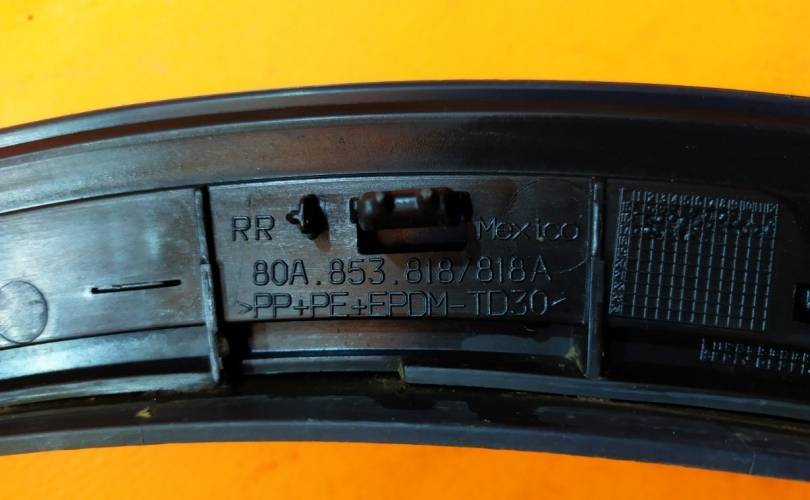 RR Mexico
80A.853.818/818A
>PP+PE+EPDM-TD30<